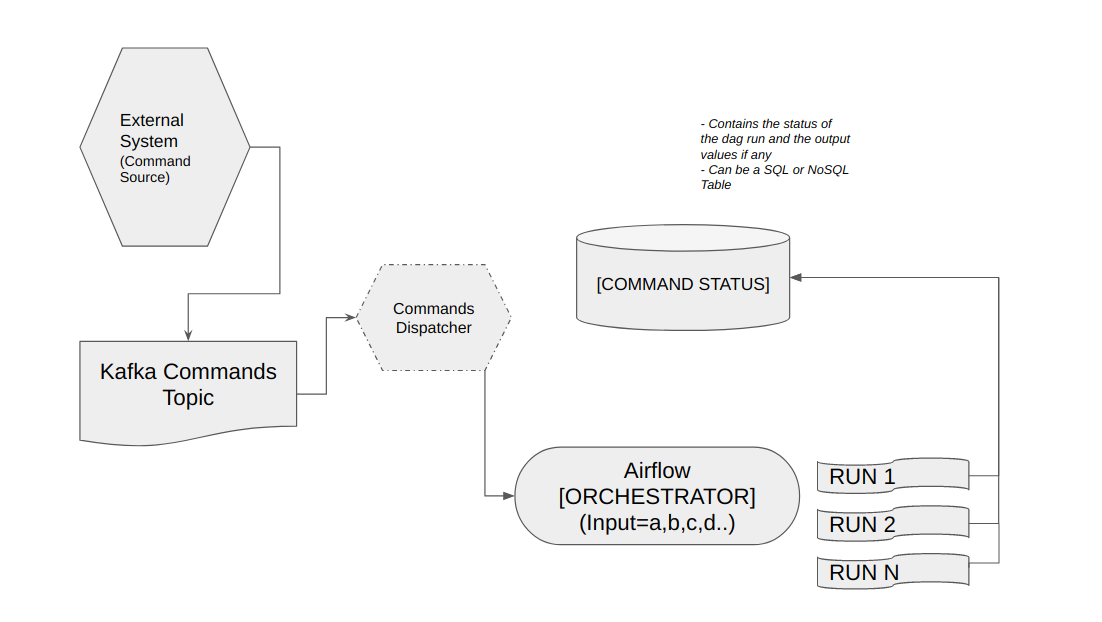 External
System
(Command
Source)
- Contains the status of
the dag run and the output
values if any
- Can be a SQL or NoSQL
Table
[COMMAND STATUS]
Commands
Dispatcher
Kafka Commands
Topic
Airflow
[ORCHESTRATOR]
(Input=a,b,c,d..)
RUN 1
RUN 2
RUN N